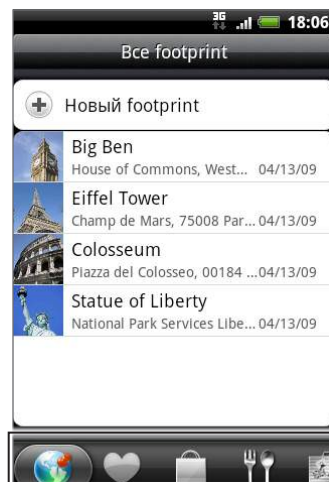 3G 18:06
Все footprint
Новый footprint
Big Ben
House of Commons, West... 04/13/09
Eiffel Tower
Champ de Mars, 75008 Par... 04/13/09
Colosseum
Piazza del Colosseo, 00184 ... 04/13/09
Statue of Liberty
National Park Services Libe... 04/13/09